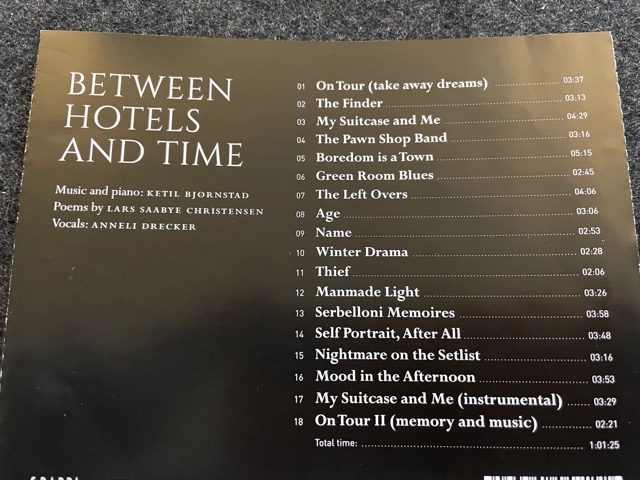 BETWEEN
HOTELS
AND TIME
Music and piano: KETIL BJØRNSTAD
Poems by LARS SAABYE CHRISTENSEN
Vocals: ANNELI DRECKER
01 On Tour (take away dreams) 03:37
02 The Finder 03:13
03 My Suitcase and Me 04:29
04 The Pawn Shop Band 03:16
05 Boredom is a Town 05:15
06 Green Room Blues 02:45
07 The Left Overs 04:06
08 Age 03:06
09 Name 02:53
10 Winter Drama 02:28
11 Thief 02:06
12 Manmade Light 03:26
13 Serbelloni Memoires 03:58
14 Self Portrait, After All 03:48
15 Nightmare on the Setlist 03:16
16 Mood in the Afternoon 03:53
17 My Suitcase and Me (instrumental) 03:29
18 On Tour II (memory and music) 02:21
Total time: 1:01:25